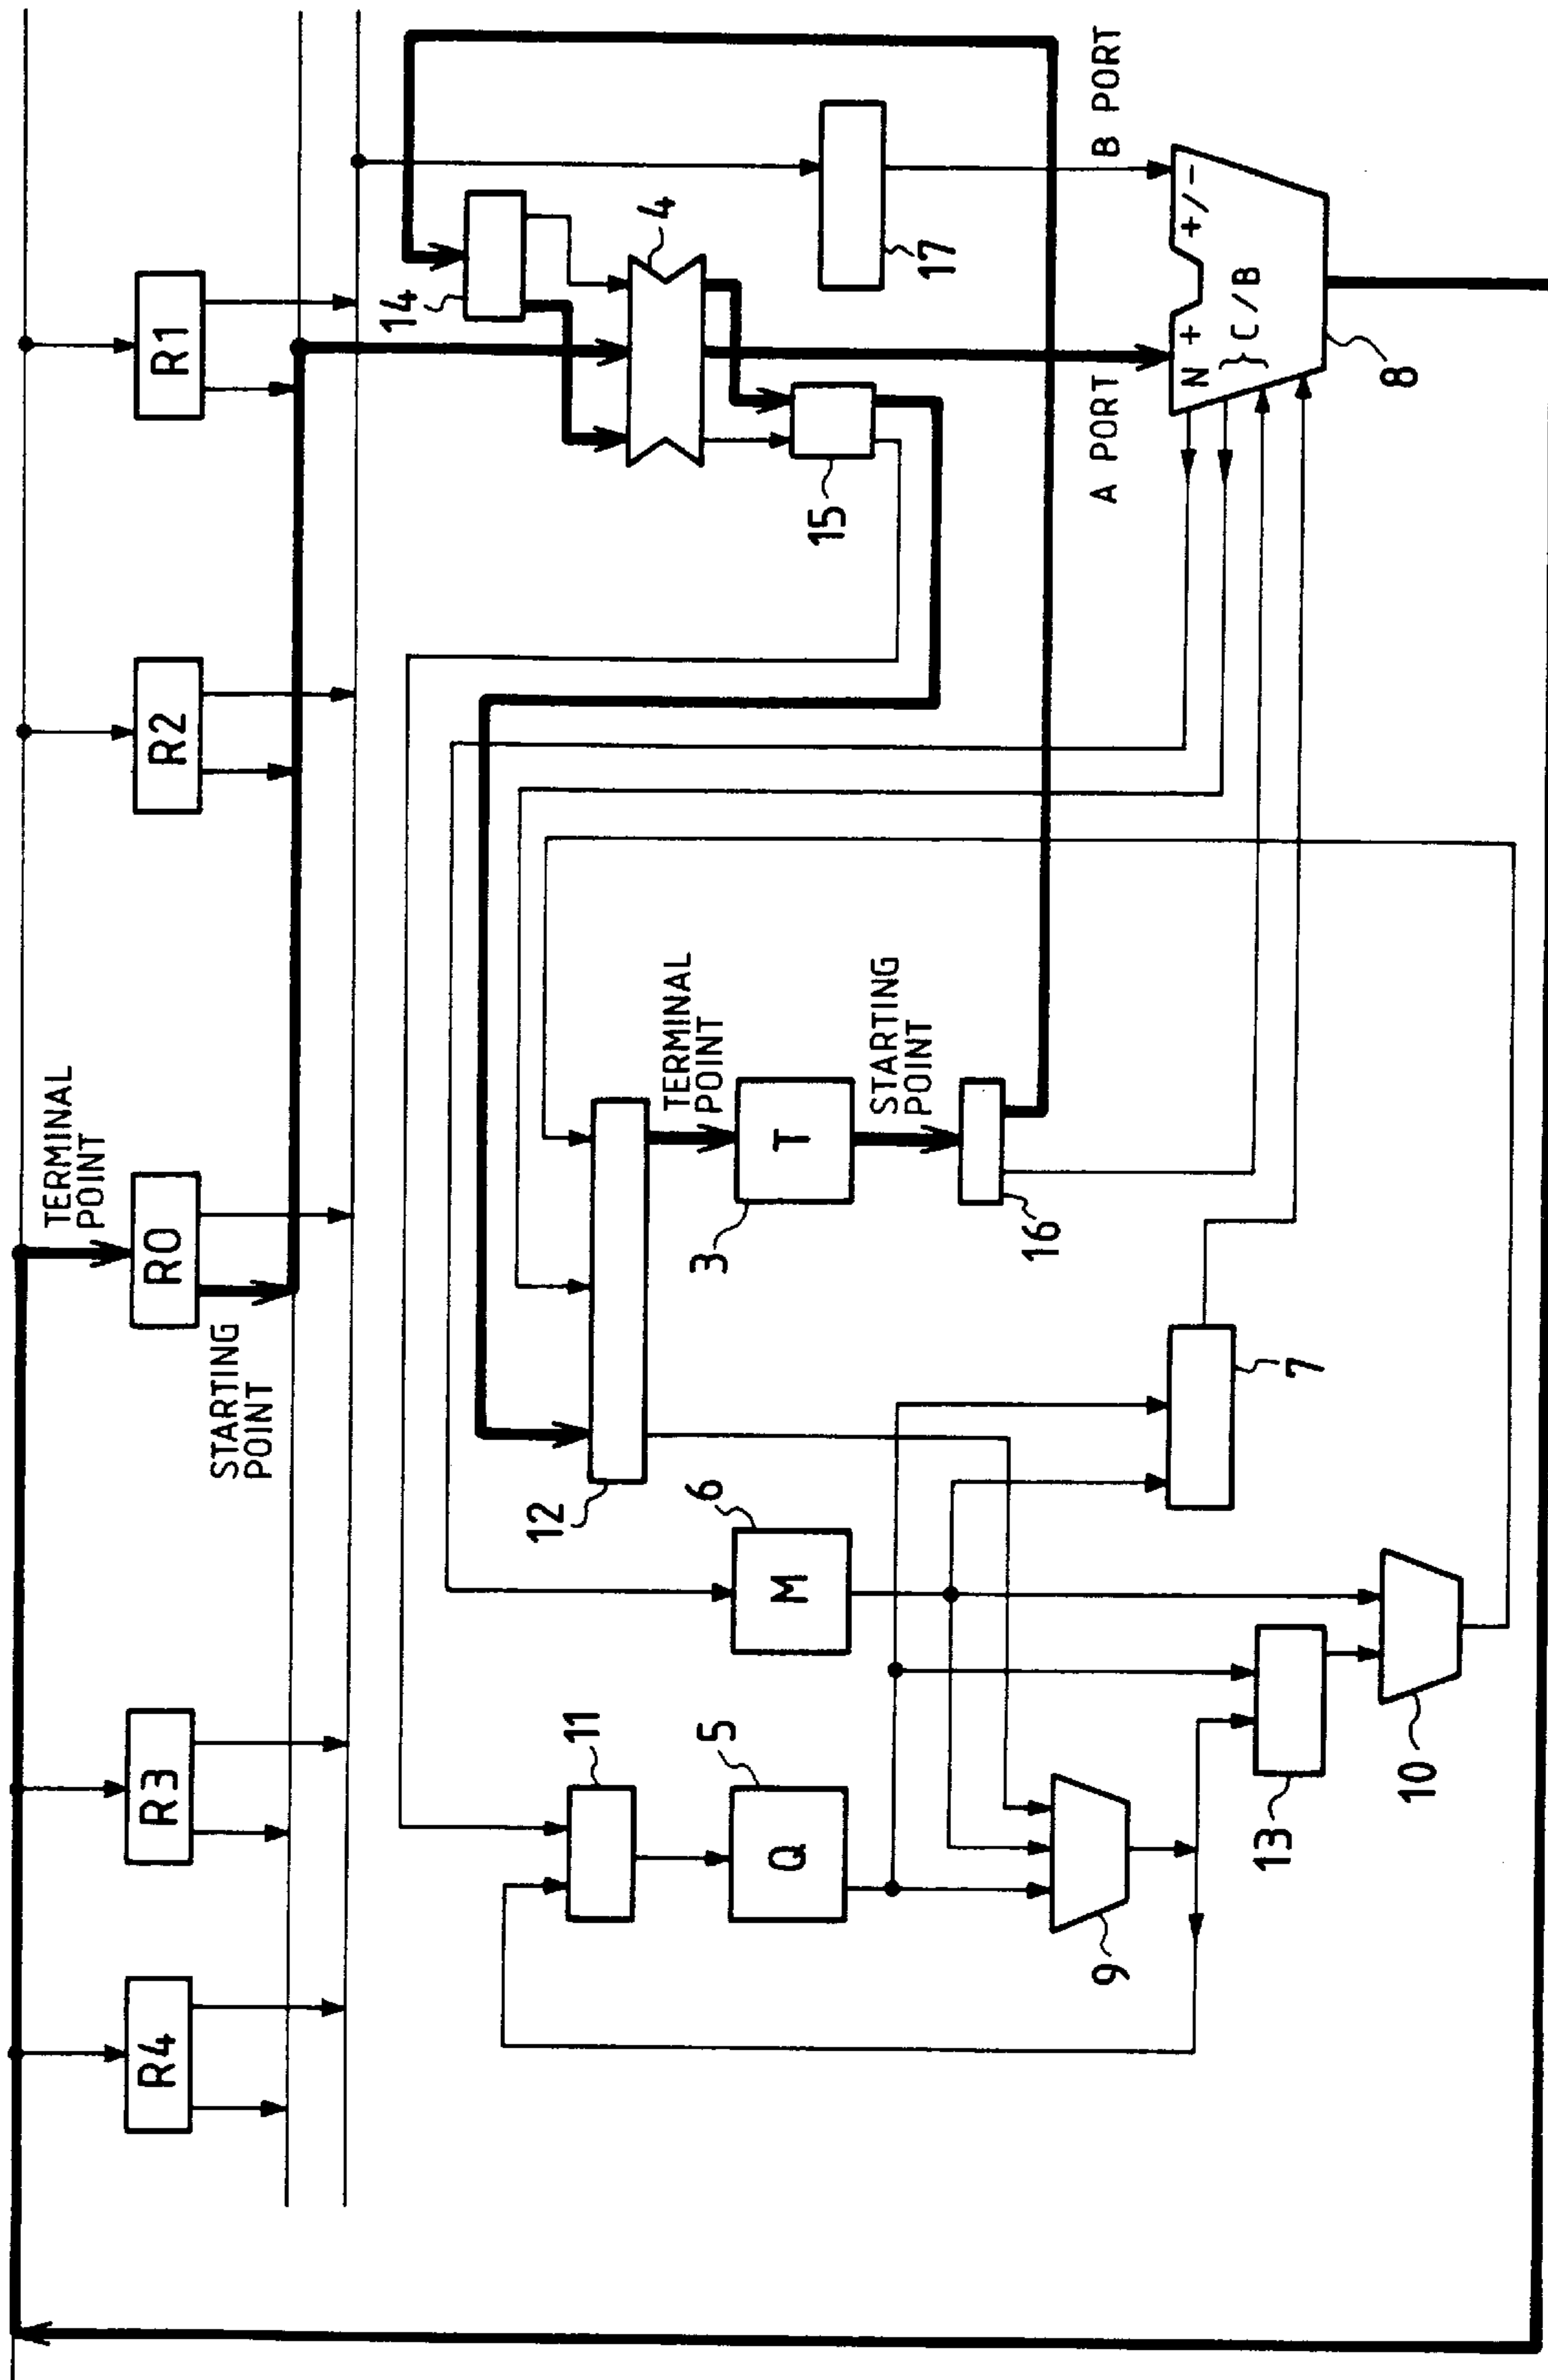 TERMINAL
POINT
R4
R3
R0
R2
R1
STARTING
POINT
14
12
11
4
TERMINAL
POINT
5
6
3
Q
M
T
15
STARTING
POINT
17
16
9
A PORT
B PORT
N + +/-
} C/B
13
7
10
8